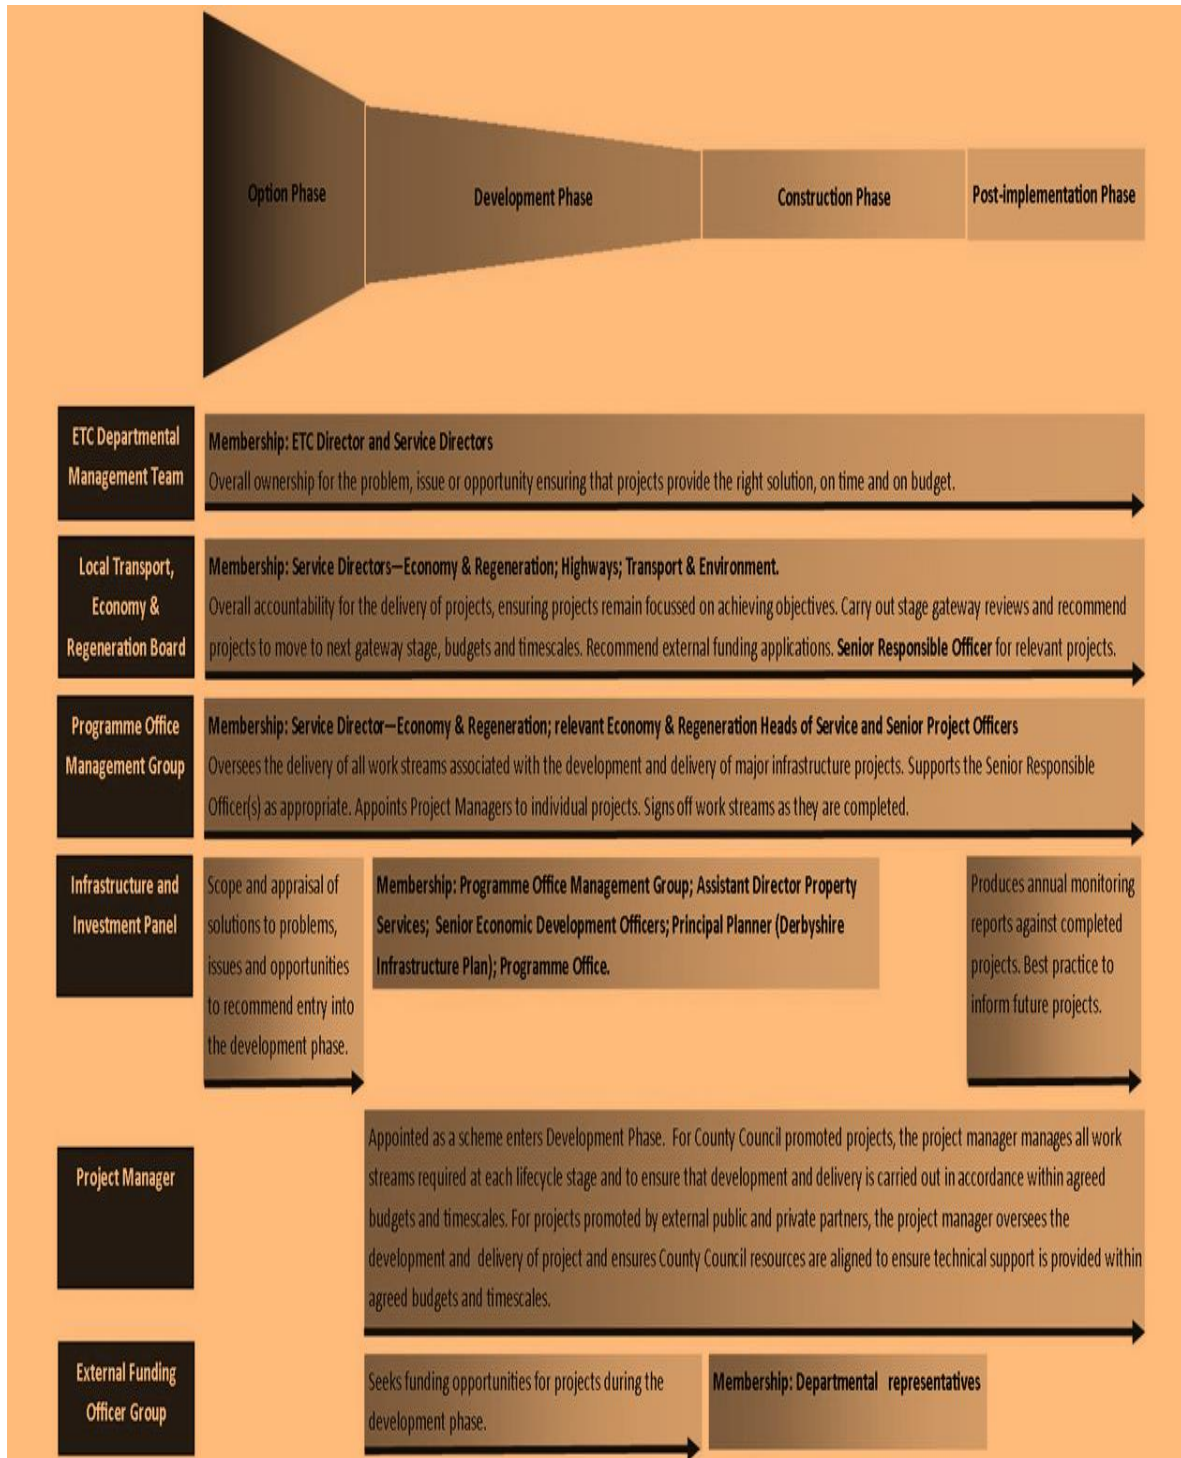 Option Phase
Development Phase
Construction Phase
Post-implementation Phase
ETC Departmental
Management Team
Membership: ETC Director and Service Directors
Overall ownership for the problem, issue or opportunity ensuring that projects provide the right solution, on time and on budget.
Local Transport,
Economy &
Regeneration Board
Membership: Service Directors—Economy & Regeneration; Highways; Transport & Environment.
Overall accountability for the delivery of projects, ensuring projects remain focussed on achieving objectives. Carry out stage gateway reviews and recommend
projects to move to next gateway stage, budgets and timescales. Recommend external funding applications. Senior Responsible Officer for relevant projects.
Programme Office
Management Group
Membership: Service Director—Economy & Regeneration; relevant Economy & Regeneration Heads of Service and Senior Project Officers
Oversees the delivery of all work streams associated with the development and delivery of major infrastructure projects. Supports the Senior Responsible
Officer(s) as appropriate. Appoints Project Managers to individual projects. Signs off work streams as they are completed.
Infrastructure and
Investment Panel
Scope and appraisal of
solutions to problems,
issues and opportunities
to recommend entry into
the development phase.
Membership: Programme Office Management Group; Assistant Director Property
Services; Senior Economic Development Officers; Principal Planner (Derbyshire
Infrastructure Plan); Programme Office.
Produces annual monitoring
reports against completed
projects. Best practice to
inform future projects.
Project Manager
Appointed as a scheme enters Development Phase. For County Council promoted projects, the project manager manages all work
streams required at each lifecycle stage and to ensure that development and delivery is carried out in accordance within agreed
budgets and timescales. For projects promoted by external public and private partners, the project manager oversees the
development and delivery of project and ensures County Council resources are aligned to ensure technical support is provided within
agreed budgets and timescales.
External Funding
Officer Group
Seeks funding opportunities for projects during the
development phase.
Membership: Departmental representatives